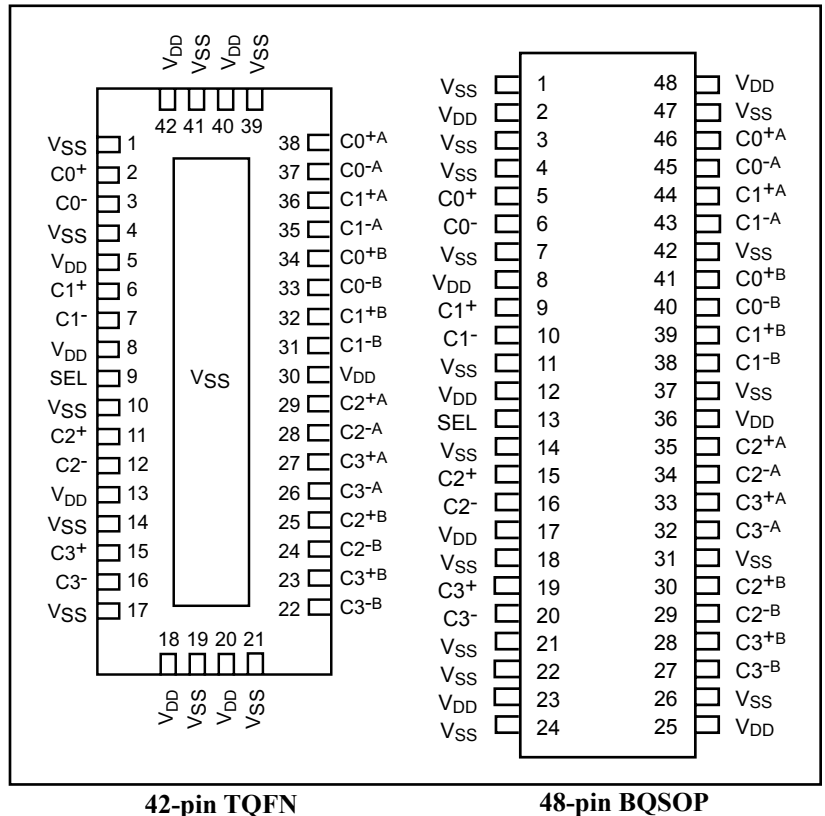 VDD VSS VDD VSS
42 41 40 39
VSS 1
C0+ 2
C0- 3
VSS 4
VDD 5
C1+ 6
C1- 7
VDD 8
SEL 9
VSS 10
C2+ 11
C2- 12
VDD 13
VSS 14
C3+ 15
C3- 16
VSS 17
VSS
38 C0+A
37 C0-A
36 C1+A
35 C1-A
34 C0+B
33 C0-B
32 C1+B
31 C1-B
30 VDD
29 C2+A
28 C2-A
27 C3+A
26 C3-A
25 C2+B
24 C2-B
23 C3+B
22 C3-B
18 19 20 21
VDD VSS VDD VSS
42-pin TQFN
VSS 1 48 VDD
VDD 2 47 VSS
VSS 3 46 C0+A
VSS 4 45 C0-A
C0+ 5 44 C1+A
C0- 6 43 C1-A
VSS 7 42 VSS
VDD 8 41 C0+B
C1+ 9 40 C0-B
C1- 10 39 C1+B
VSS 11 38 C1-B
VDD 12 37 VSS
SEL 13 36 VDD
VSS 14 35 C2+A
C2+ 15 34 C2-A
C2- 16 33 C3+A
VDD 17 32 C3-A
VSS 18 31 VSS
C3+ 19 30 C2+B
C3- 20 29 C2-B
VSS 21 28 C3+B
VSS 22 27 C3-B
VDD 23 26 VSS
VSS 24 25 VDD
48-pin BQSOP